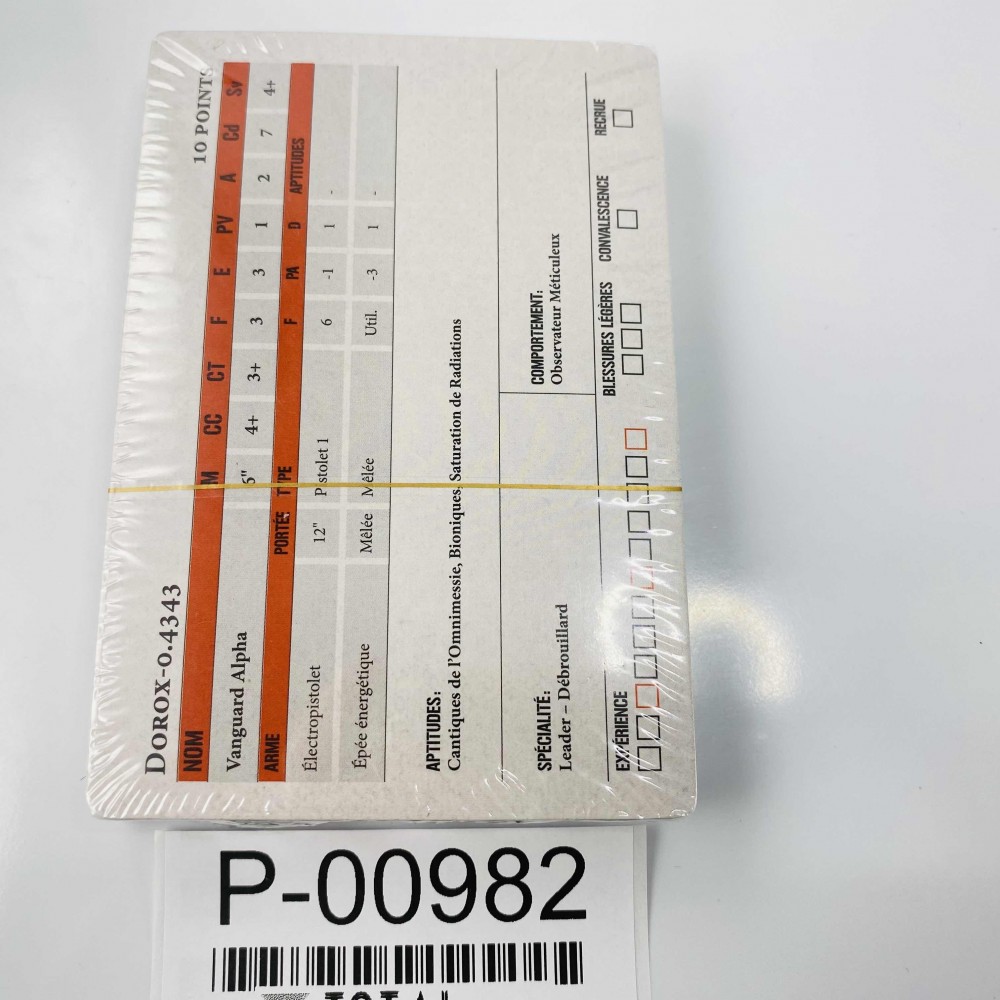 DOROX-0.4343 10 POINTS
NOM M CC CT F E PV A Cd Sv
Vanguard Alpha 5" 4+ 3+ 3 3 1 2 7 4+
ARME PORTÉE TYPE F PA D APTITUDES
Électropistolet 12" Pistolet 1 6 -1 1 -
Épée énergétique Mêlée Mêlée Util. -3 1 -
APTITUDES:
Cantiques de l'Omnimessie, Bioniques, Saturation de Radiations
SPÉCIALITÉ:
Leader – Débrouillard
COMPORTEMENT:
Observateur Méticuleux
EXPÉRIENCE BLESSURES LÉGÈRES CONVALESCENCE RECRUE
P-00982
TOTAL